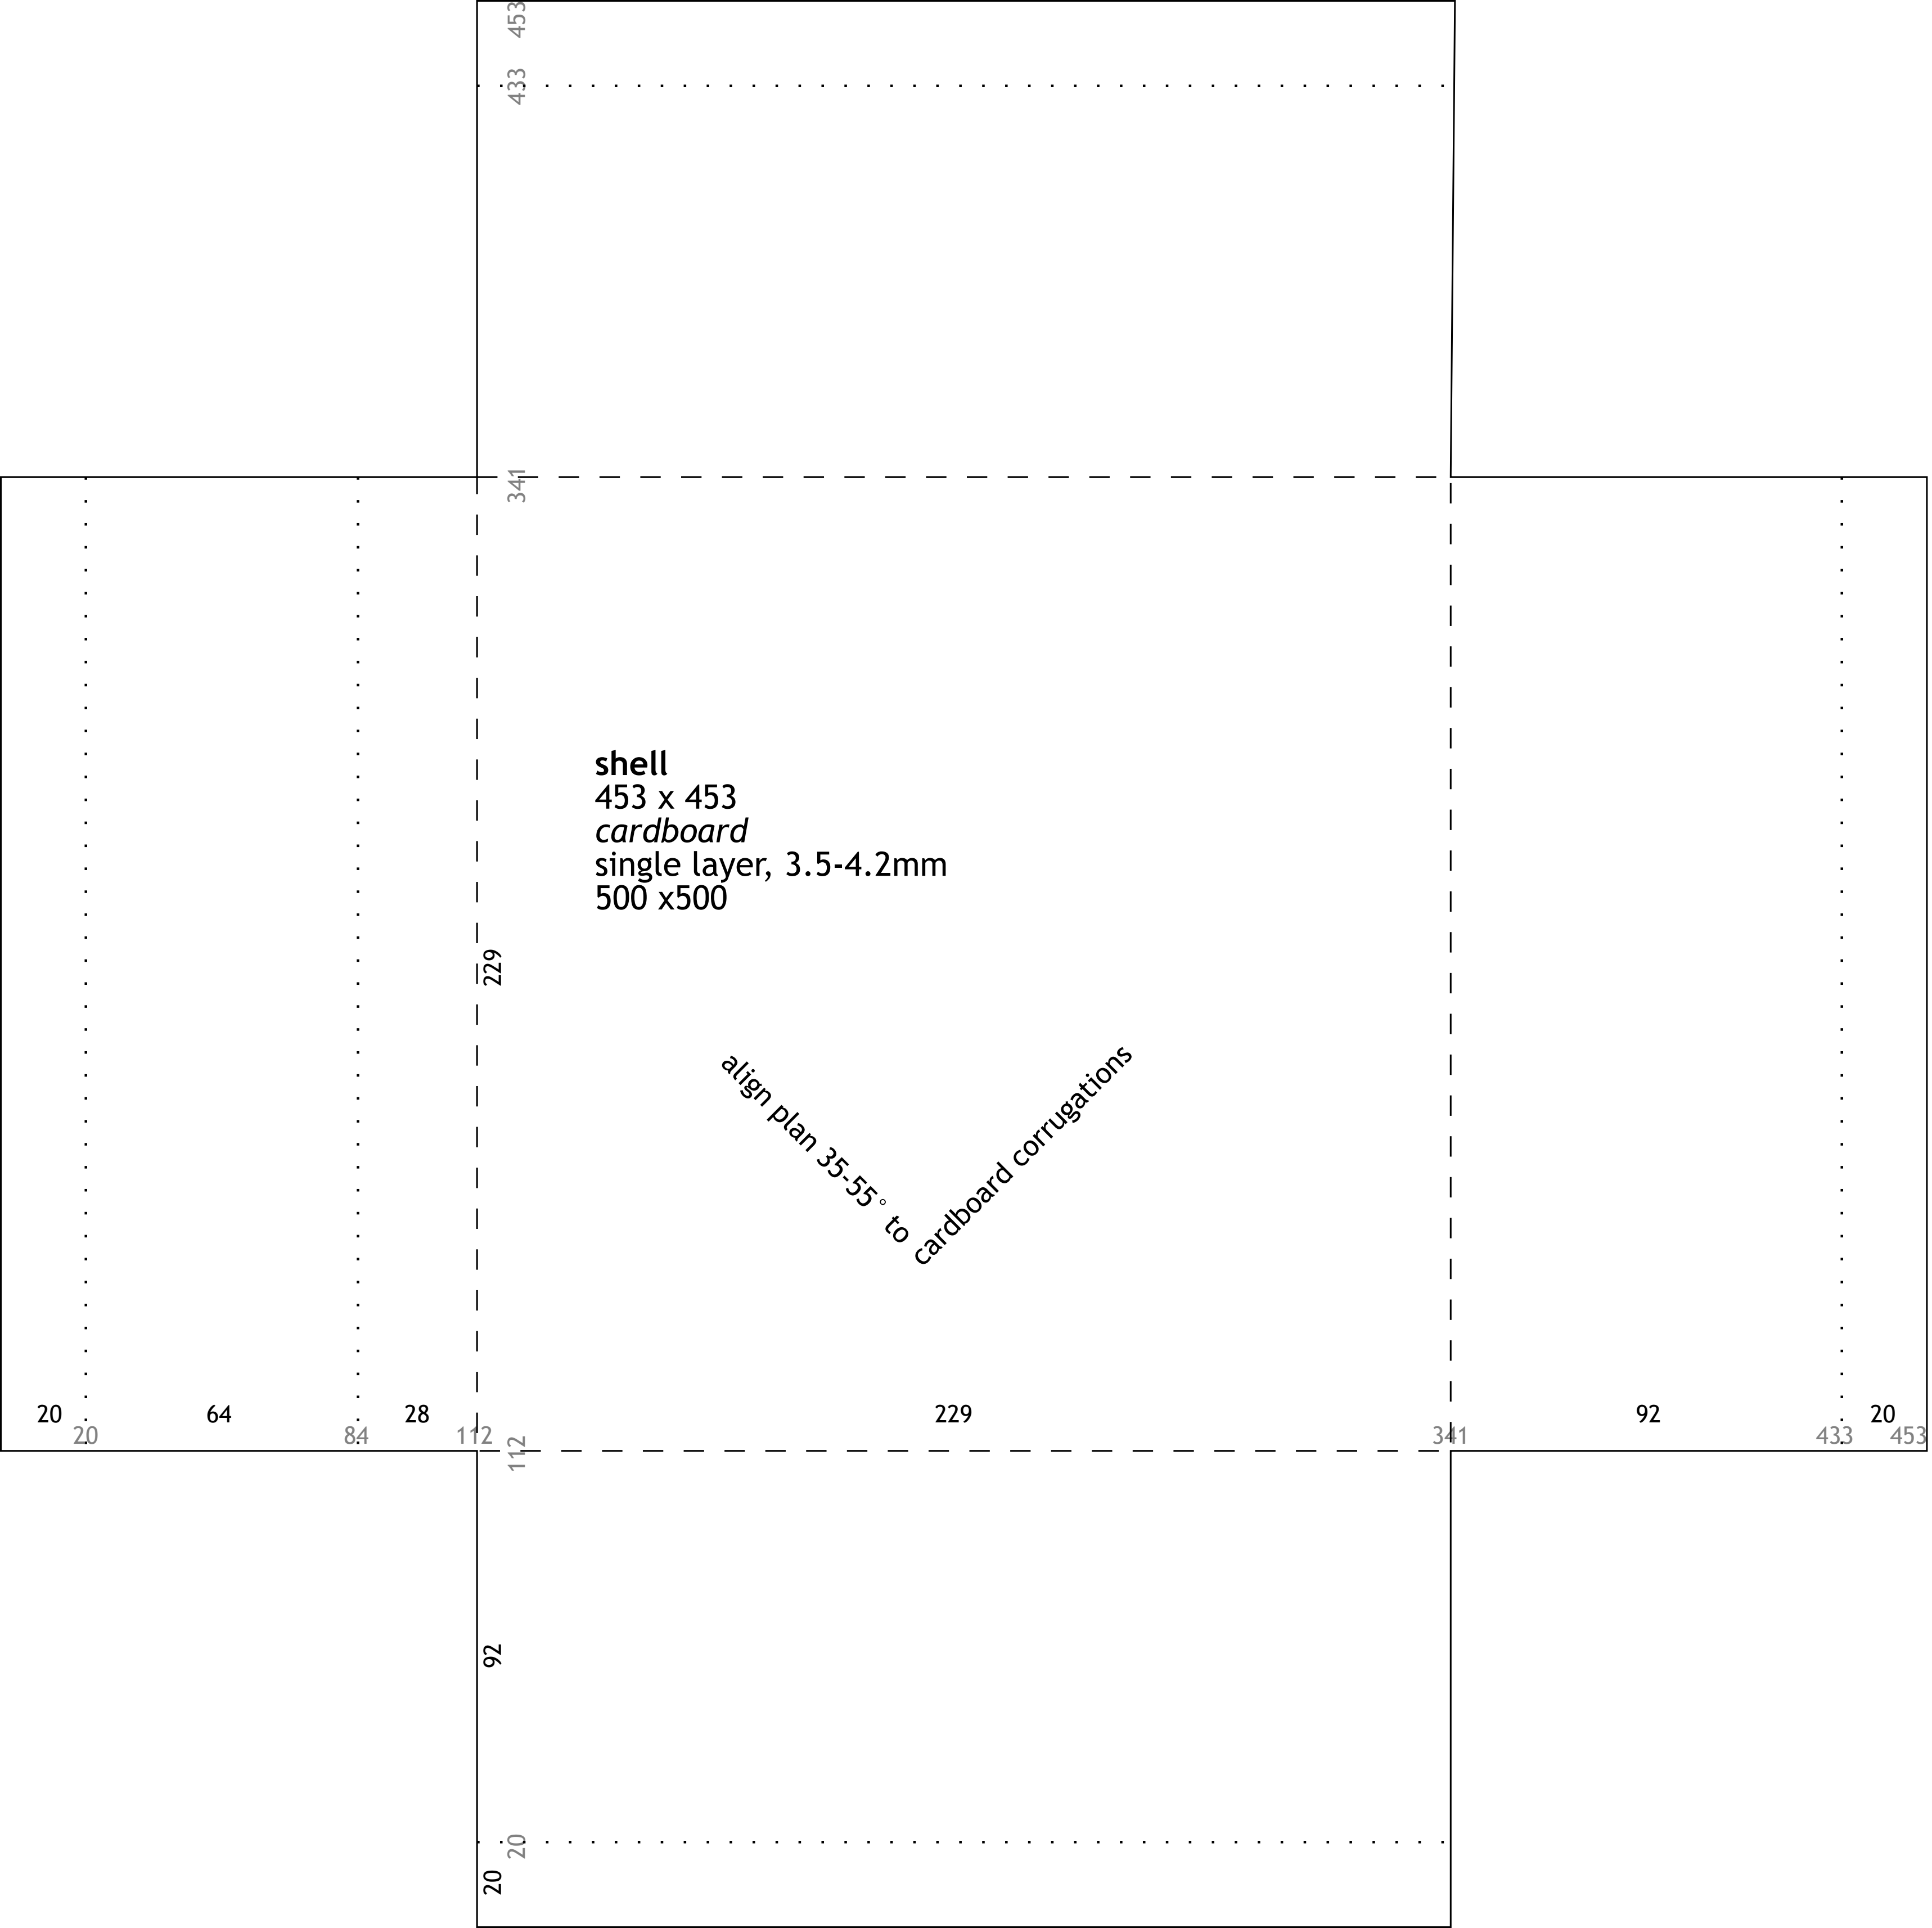 453
433
341
shell
453 x 453
cardboard
single layer, 3.5-4.2mm
500 x500
229
align plan 35-55° to
cardboard corrugations
20 64 28 229 92 20
20 84 112 341 433 453
112
92
20
20